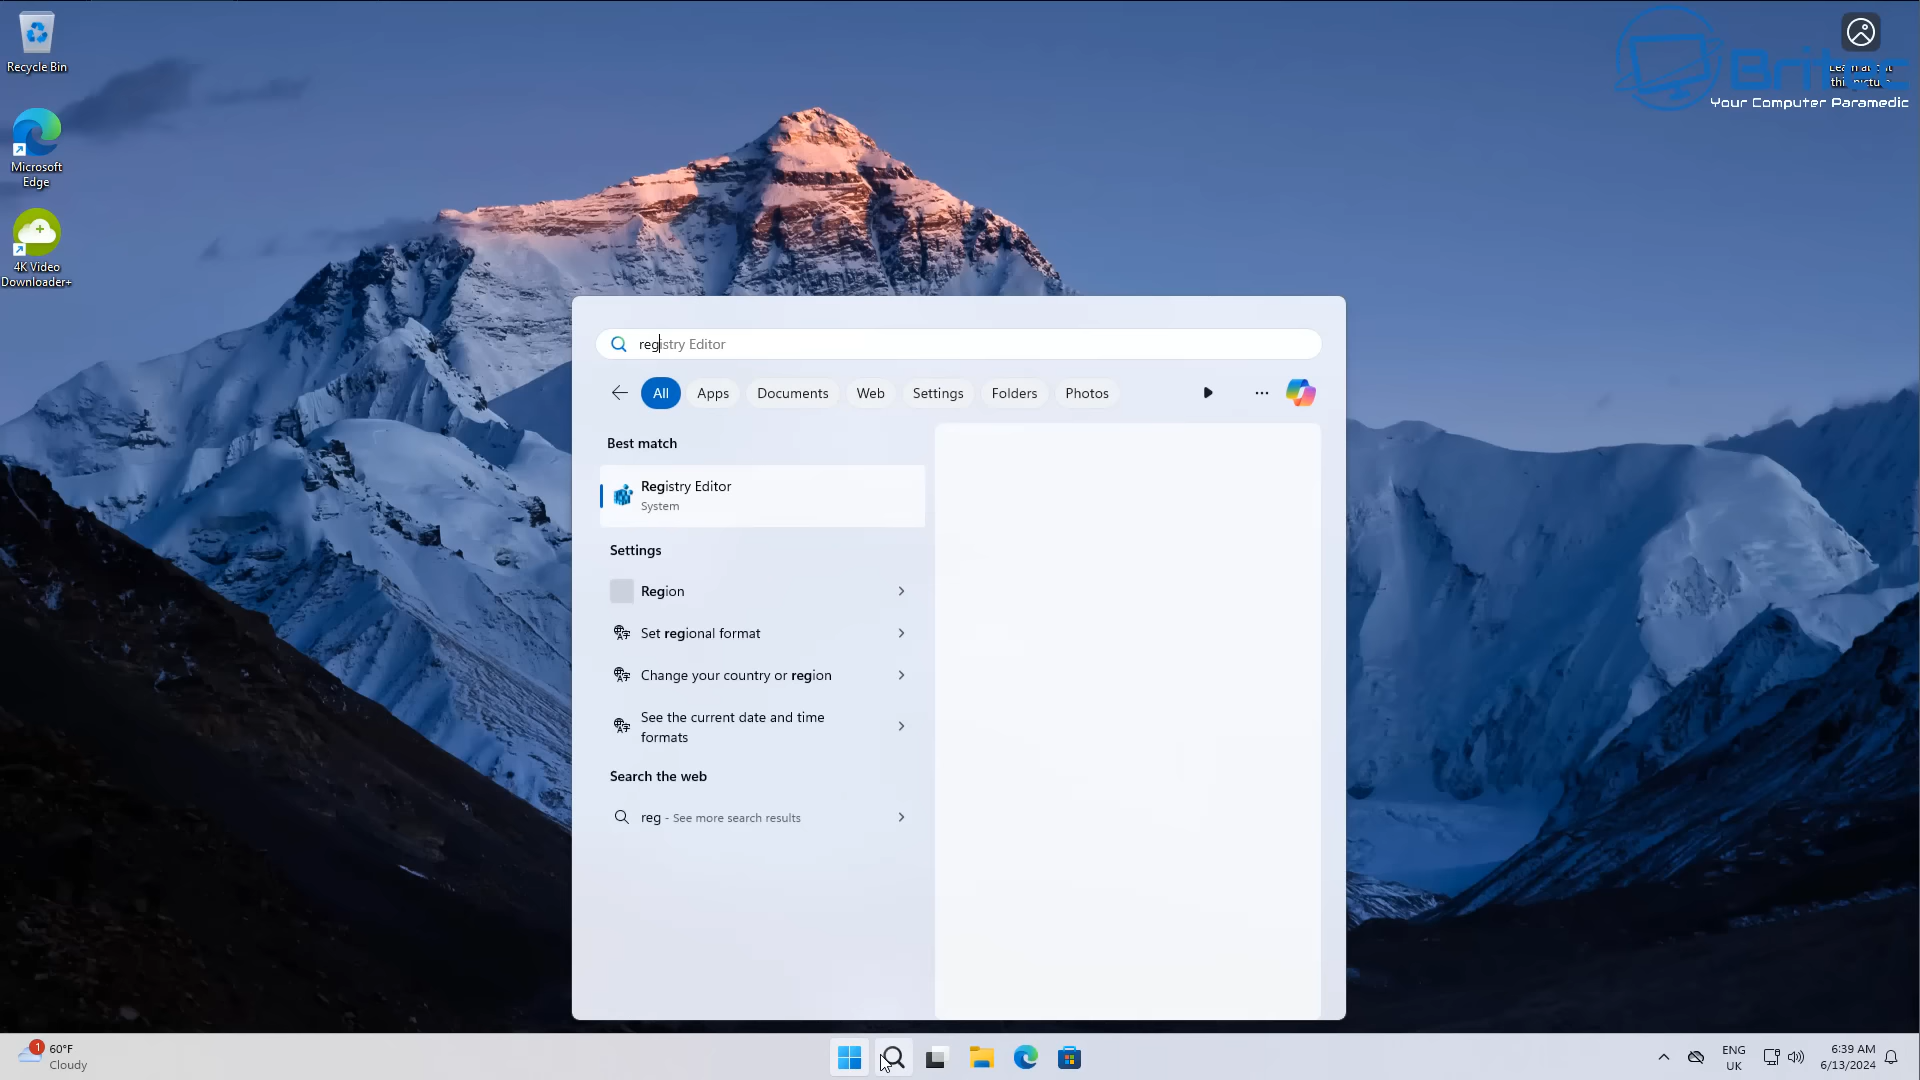 Recycle Bin
Microsoft
Edge
4K Video
Downloader+
Britec
Your Computer Paramedic
registry Editor
All
Apps
Documents
Web
Settings
Folders
Photos
Best match
Registry Editor
System
Settings
Region
Set regional format
Change your country or region
See the current date and time
formats
Search the web
reg - See more search results
1
60°F
Cloudy
ENG
UK
6:39 AM
6/13/2024